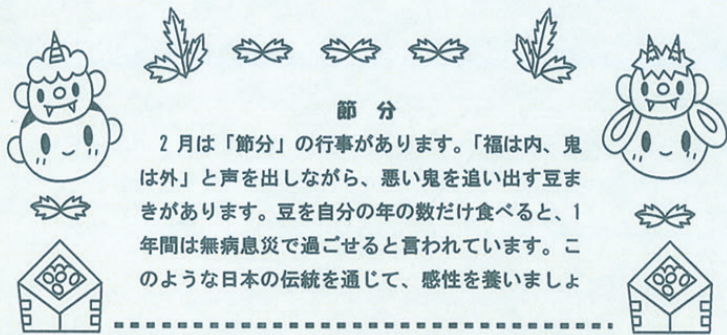 節 分
2月は「節分」の行事があります。「福は内、鬼
は外」と声を出しながら、悪い鬼を追い出す豆ま
きがあります。豆を自分の年の数だけ食べると、1
年間は無病息災で過ごせると言われています。こ
のような日本の伝統を通じて、感性を養いましょ